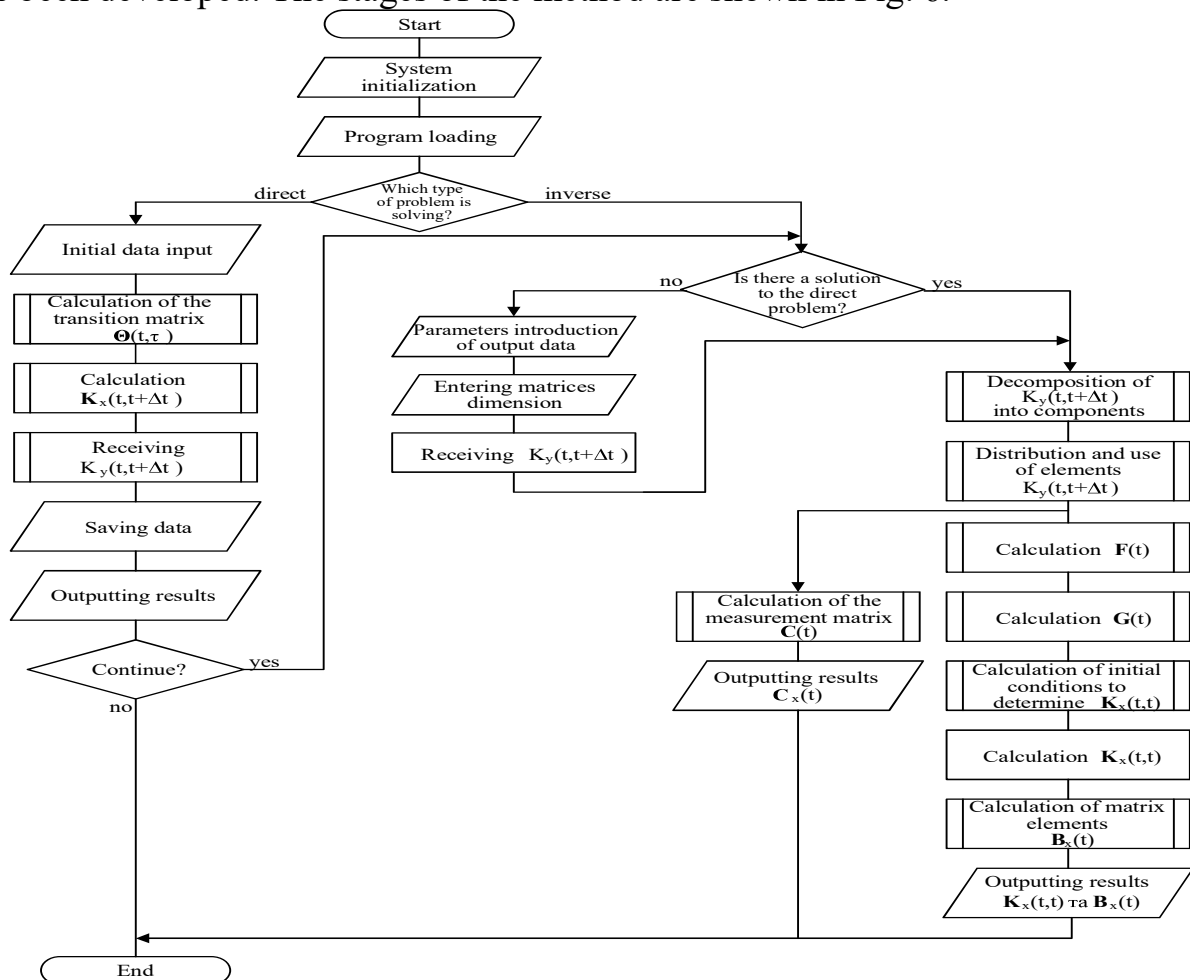 been developed. The stages of the method are shown in Fig.
Start
System
initialization
Program loading
Which type
of problem is
solving?
direct
inverse
Initial data input
Calculation of the
transition matrix
Θ(t,τ )
Calculation
Kx(t,t+Δt )
Receiving
Ky(t,t+Δt )
Saving data
Outputting results
Continue?
yes
no
Is there a solution
to the direct
problem?
no
yes
Parameters introduction
of output data
Entering matrices
dimension
Receiving Ky(t,t+Δt )
Decomposition of
Ky(t,t+Δt )
into components
Distribution and use
of elements
Ky(t,t+Δt )
Calculation of the
measurement matrix
C(t)
Outputting results
Cx(t)
Calculation F(t)
Calculation G(t)
Calculation of initial
conditions to
determine Kx(t,t)
Calculation Kx(t,t)
Calculation of matrix
elements
Bx(t)
Outputting results
Kx(t,t) та Bx(t)
End